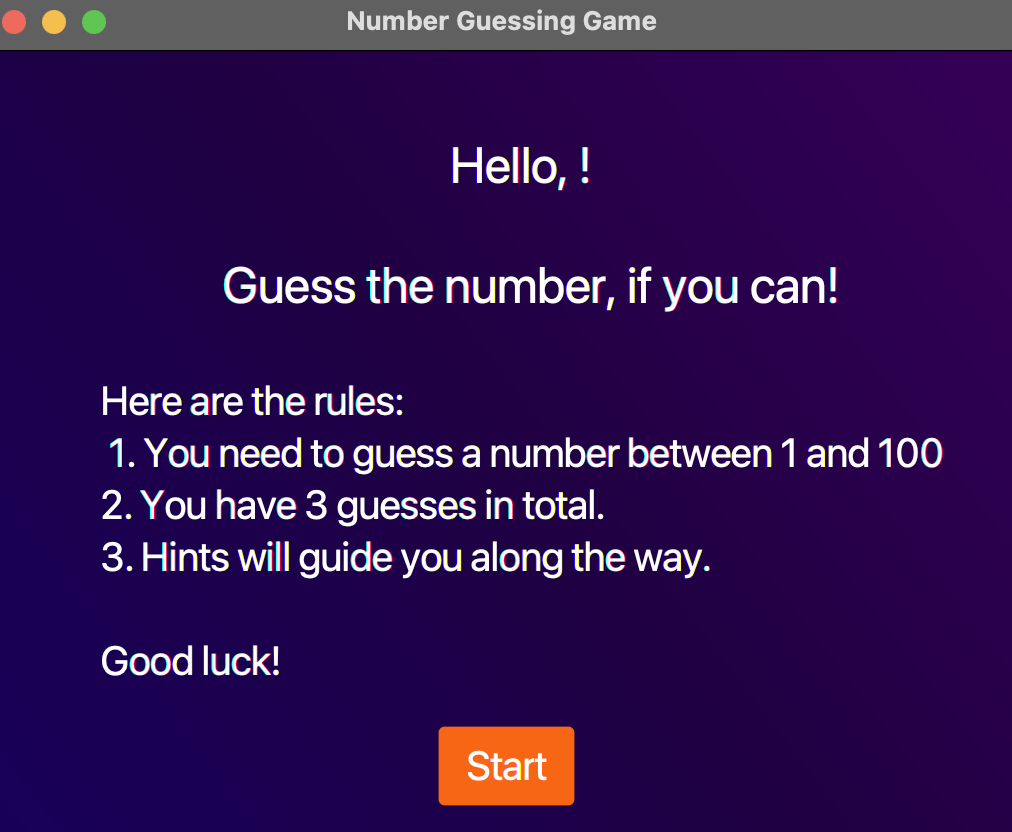 Number Guessing Game
Hello, !
Guess the number, if you can!
Here are the rules:
1. You need to guess a number between 1 and 100
2. You have 3 guesses in total.
3. Hints will guide you along the way.
Good luck!
Start